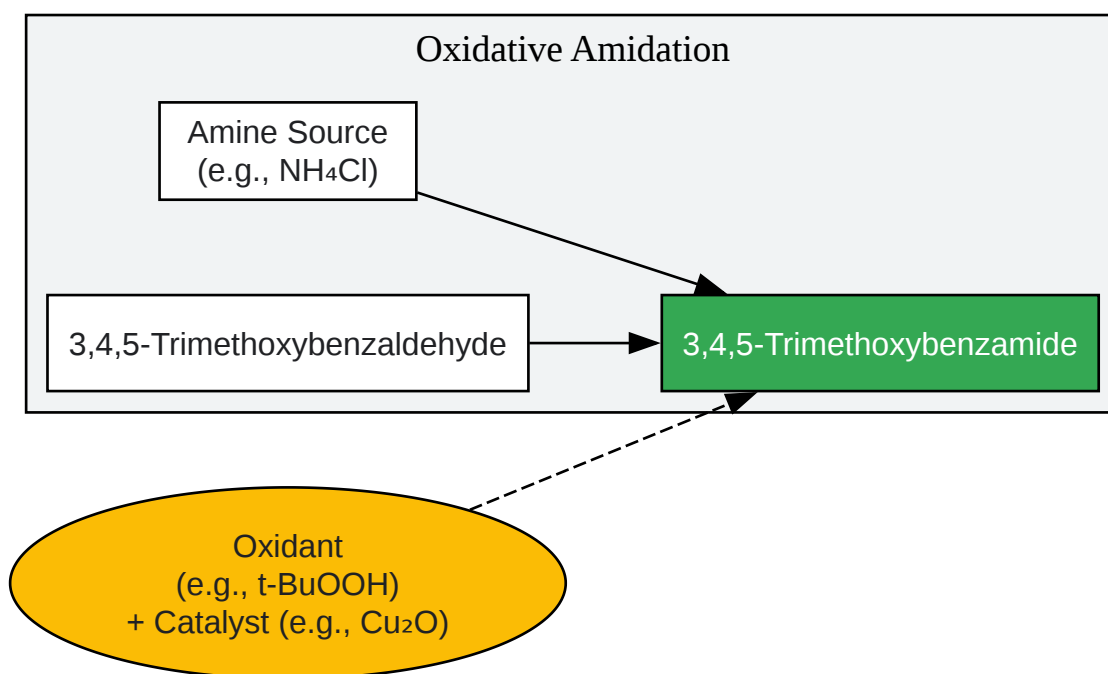 Oxidative Amidation
Amine Source
(e.g., NH₄Cl)
3,4,5-Trimethoxybenzaldehyde
3,4,5-Trimethoxybenzamide
Oxidant
(e.g., t-BuOOH)
+ Catalyst (e.g., Cu₂O)